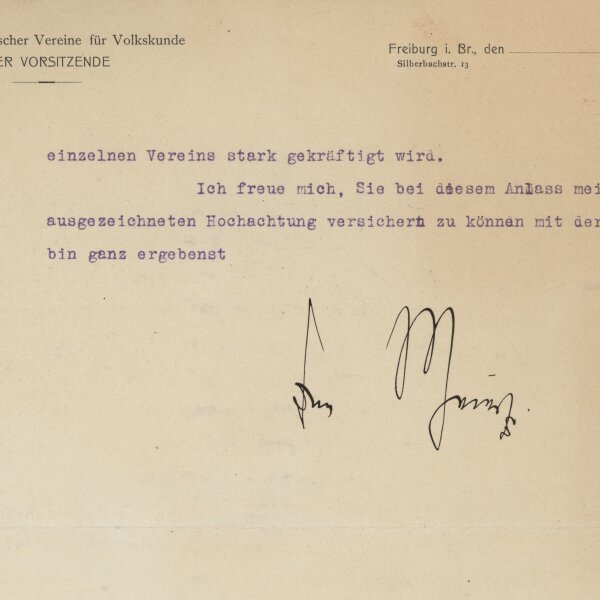 scher Vereine für Volkskunde
ER VORSITZENDE
Freiburg i. Br., den
Silberbachstr. 13
einzelnen Vereins stark gekräftigt wird.
Ich freue mich, Sie bei diesem Anlass mei
ausgezeichneten Hochachtung versichern zu können mit der
bin ganz ergebenst